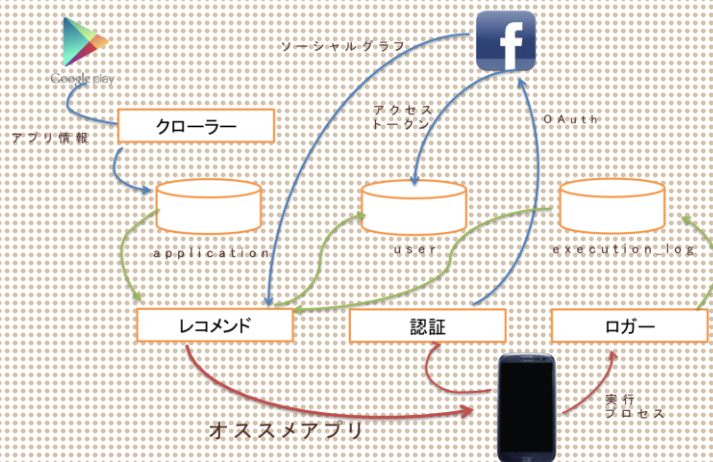 ソーシャルグラフ
Google play
f
アクセス
トークン
OAuth
アプリ情報
クローラー
application
user
execution_log
レコメンド
認証
ロガー
実行
プロセス
オススメアプリ